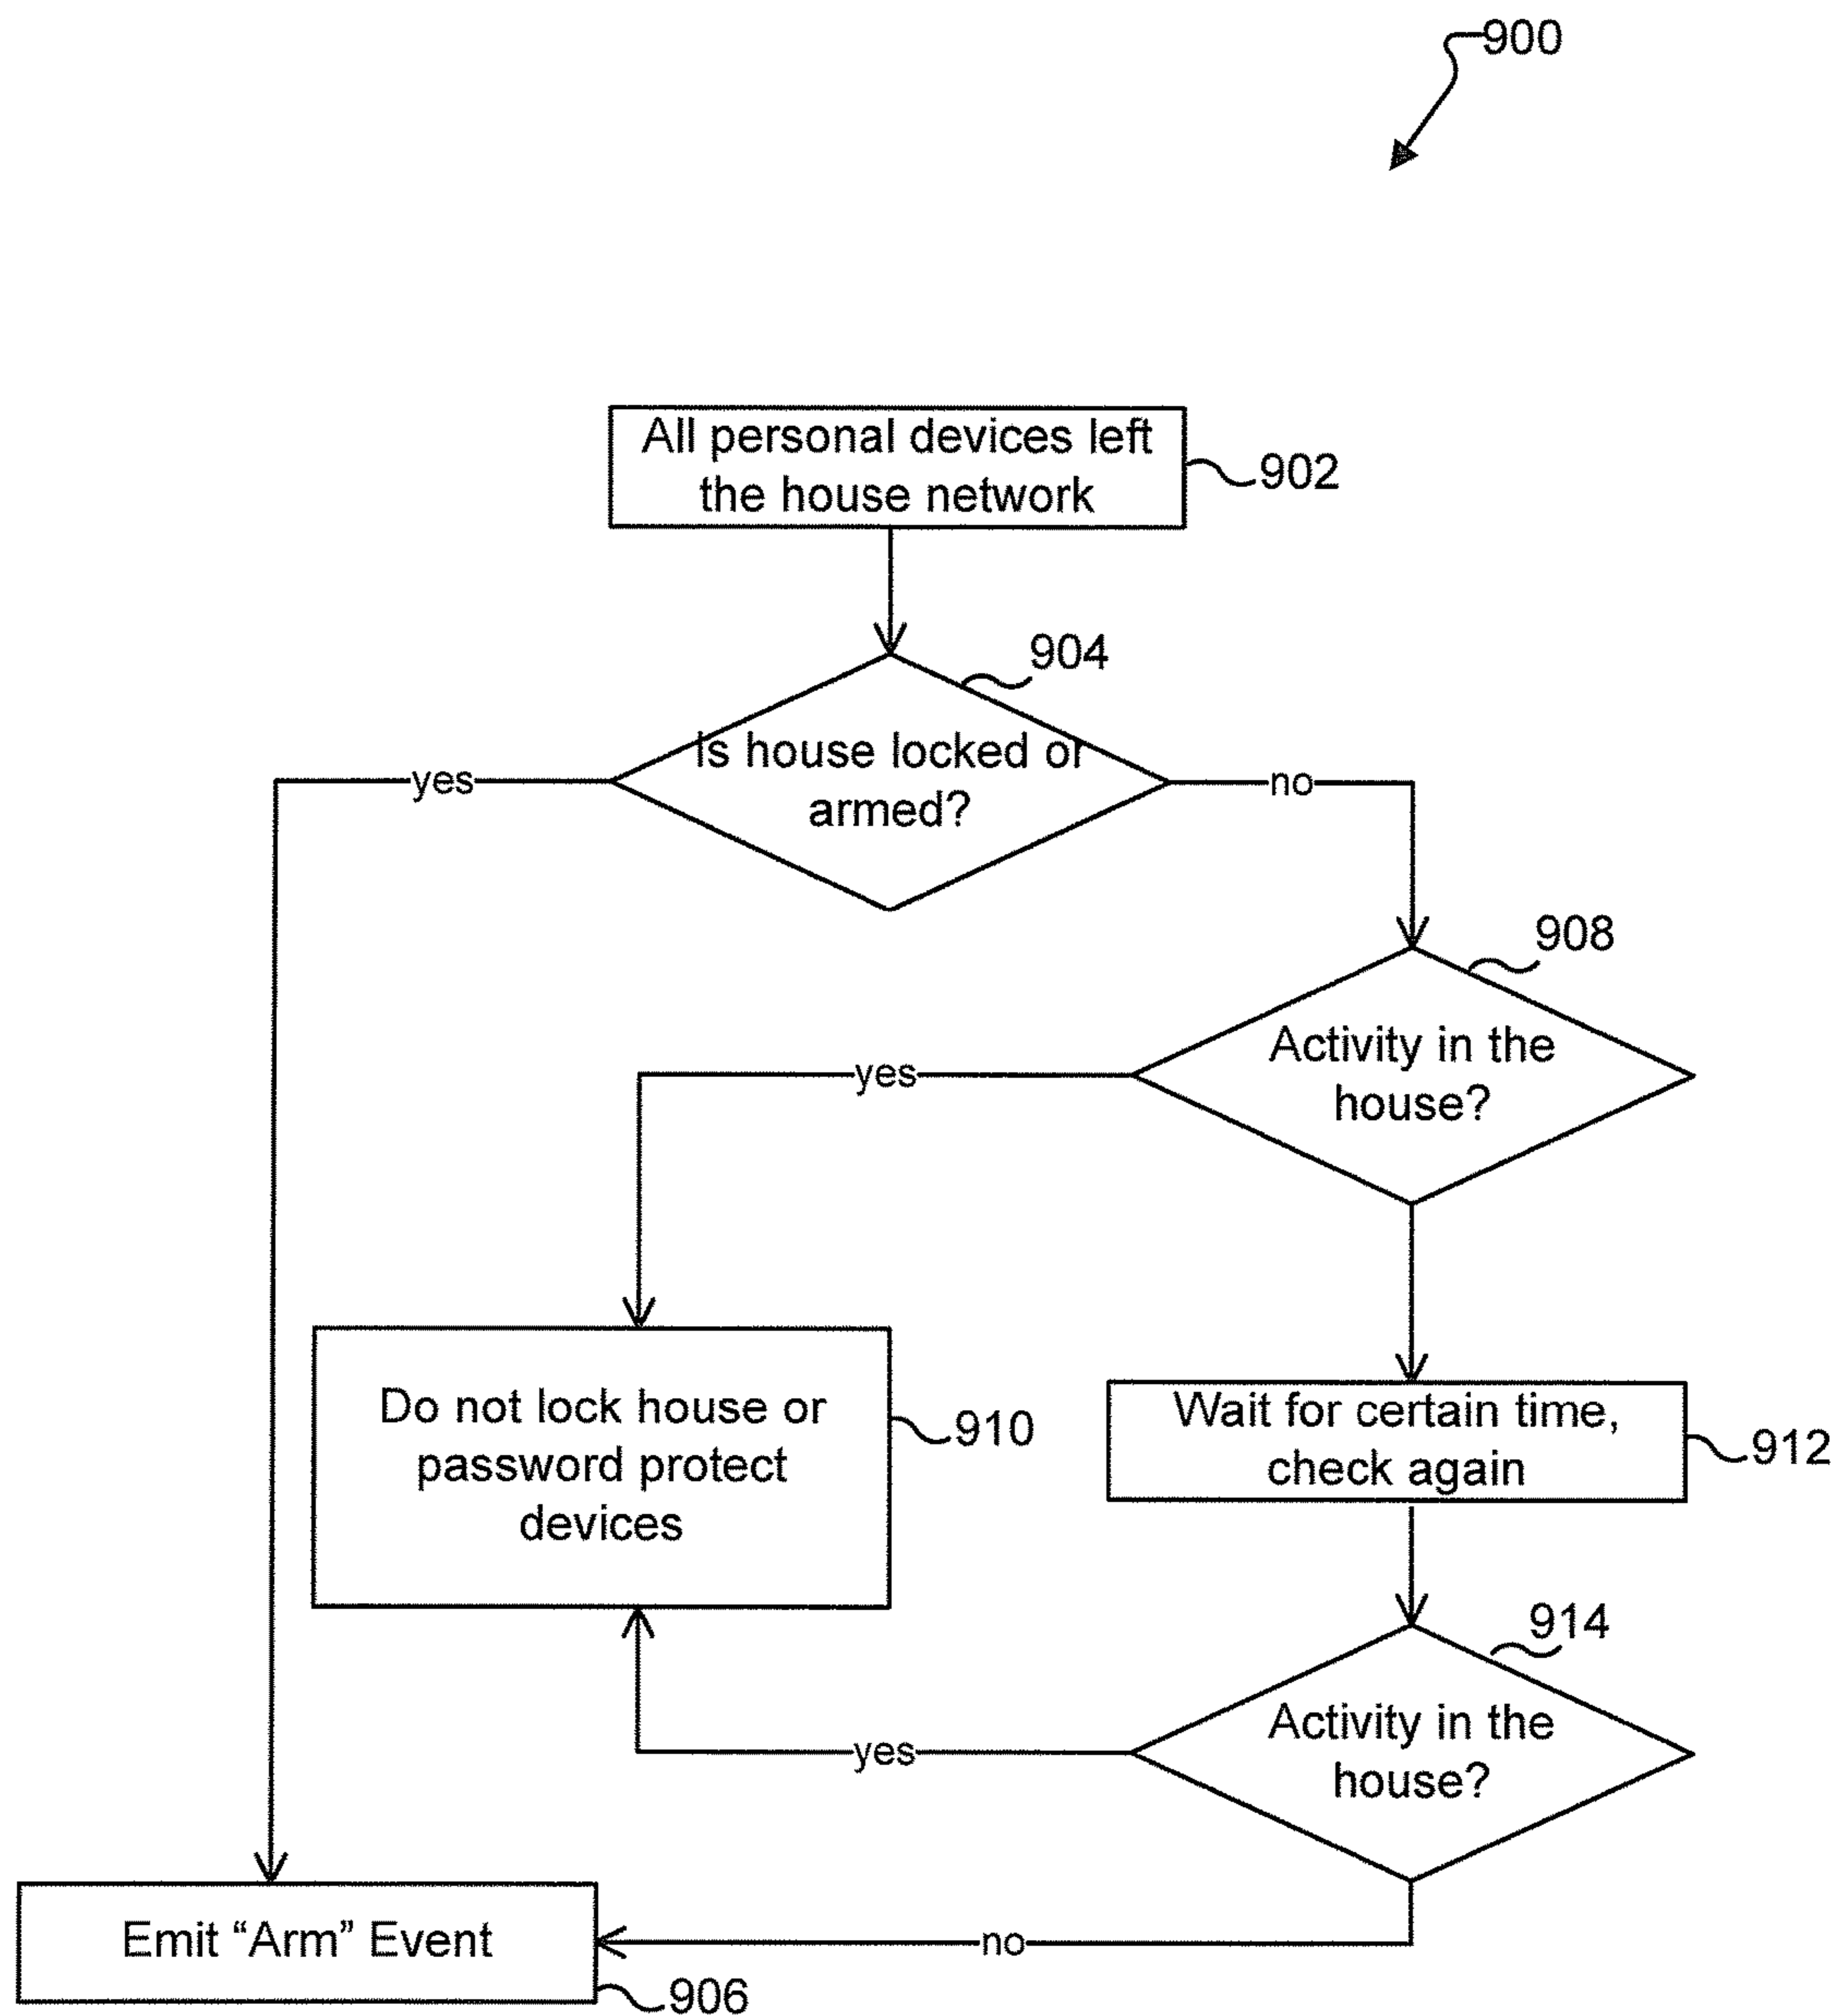 900
All personal devices left
the house network
902
904
Is house locked or
armed?
yes
no
908
Activity in the
house?
yes
Do not lock house or
password protect
devices
910
Wait for certain time,
check again
912
914
Activity in the
house?
yes
Emit “Arm” Event
no
906